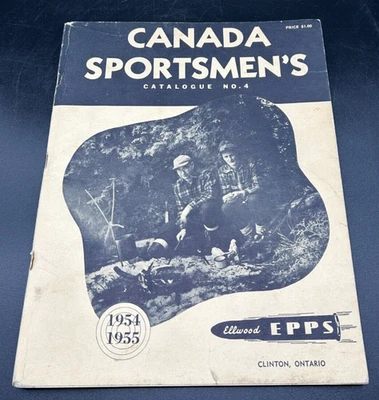 PRICE $1.00
CANADA
SPORTSMEN'S
CATALOGUE NO. 4
1954
1955
Ellwood EPPS
CLINTON, ONTARIO